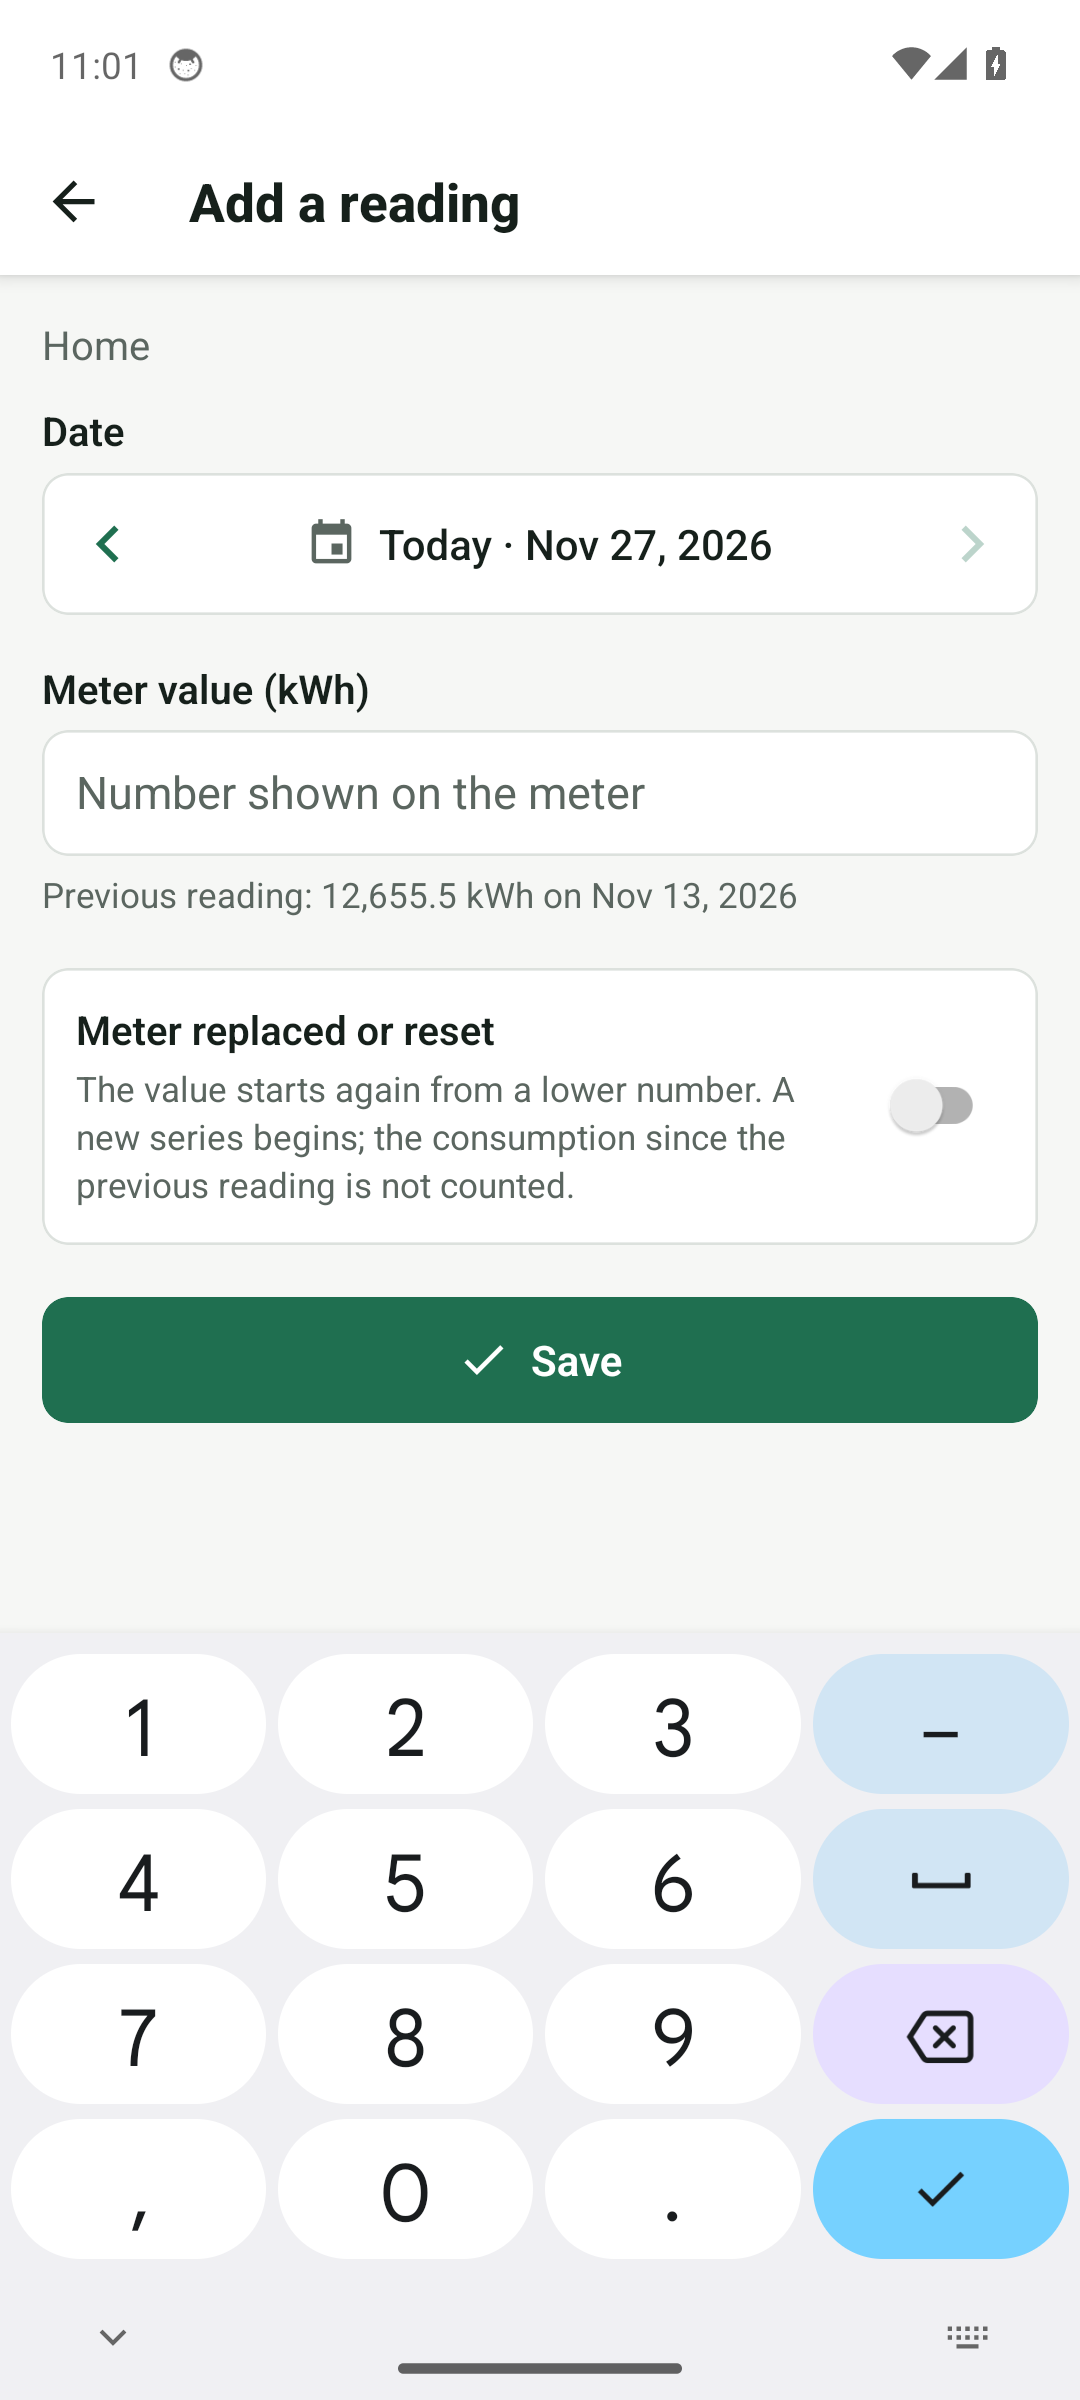 11:01
Add a reading
Home
Date
Today · Nov 27, 2026
Meter value (kWh)
Number shown on the meter
Previous reading: 12,655.5 kWh on Nov 13, 2026
Meter replaced or reset
The value starts again from a lower number. A
new series begins; the consumption since the
previous reading is not counted.
Save
1 2 3 –
4 5 6
7 8 9
, 0 .